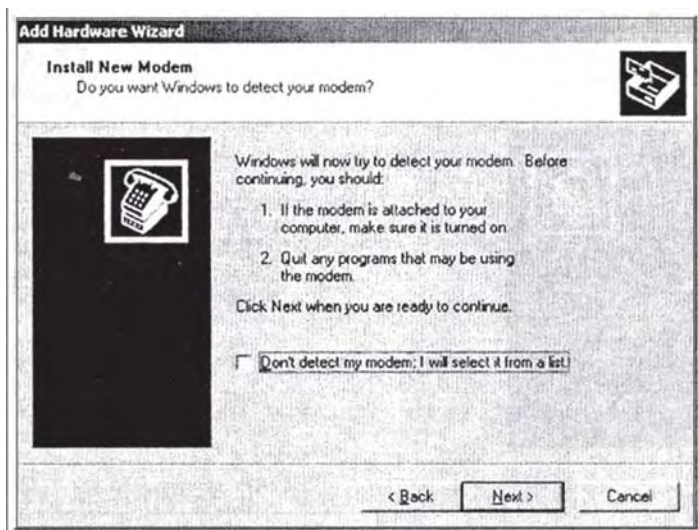 Add Hardware Wizard
Install New Modem
Do you want Windows to detect your modem?
Windows will now try to detect your modem. Before
continuing, you should:
1. If the modem is attached to your
computer, make sure it is turned on
2. Quit any programs that may be using
the modem.
Click Next when you are ready to continue.
Don't detect my modem; I will select it from a list.
< Back
Next >
Cancel